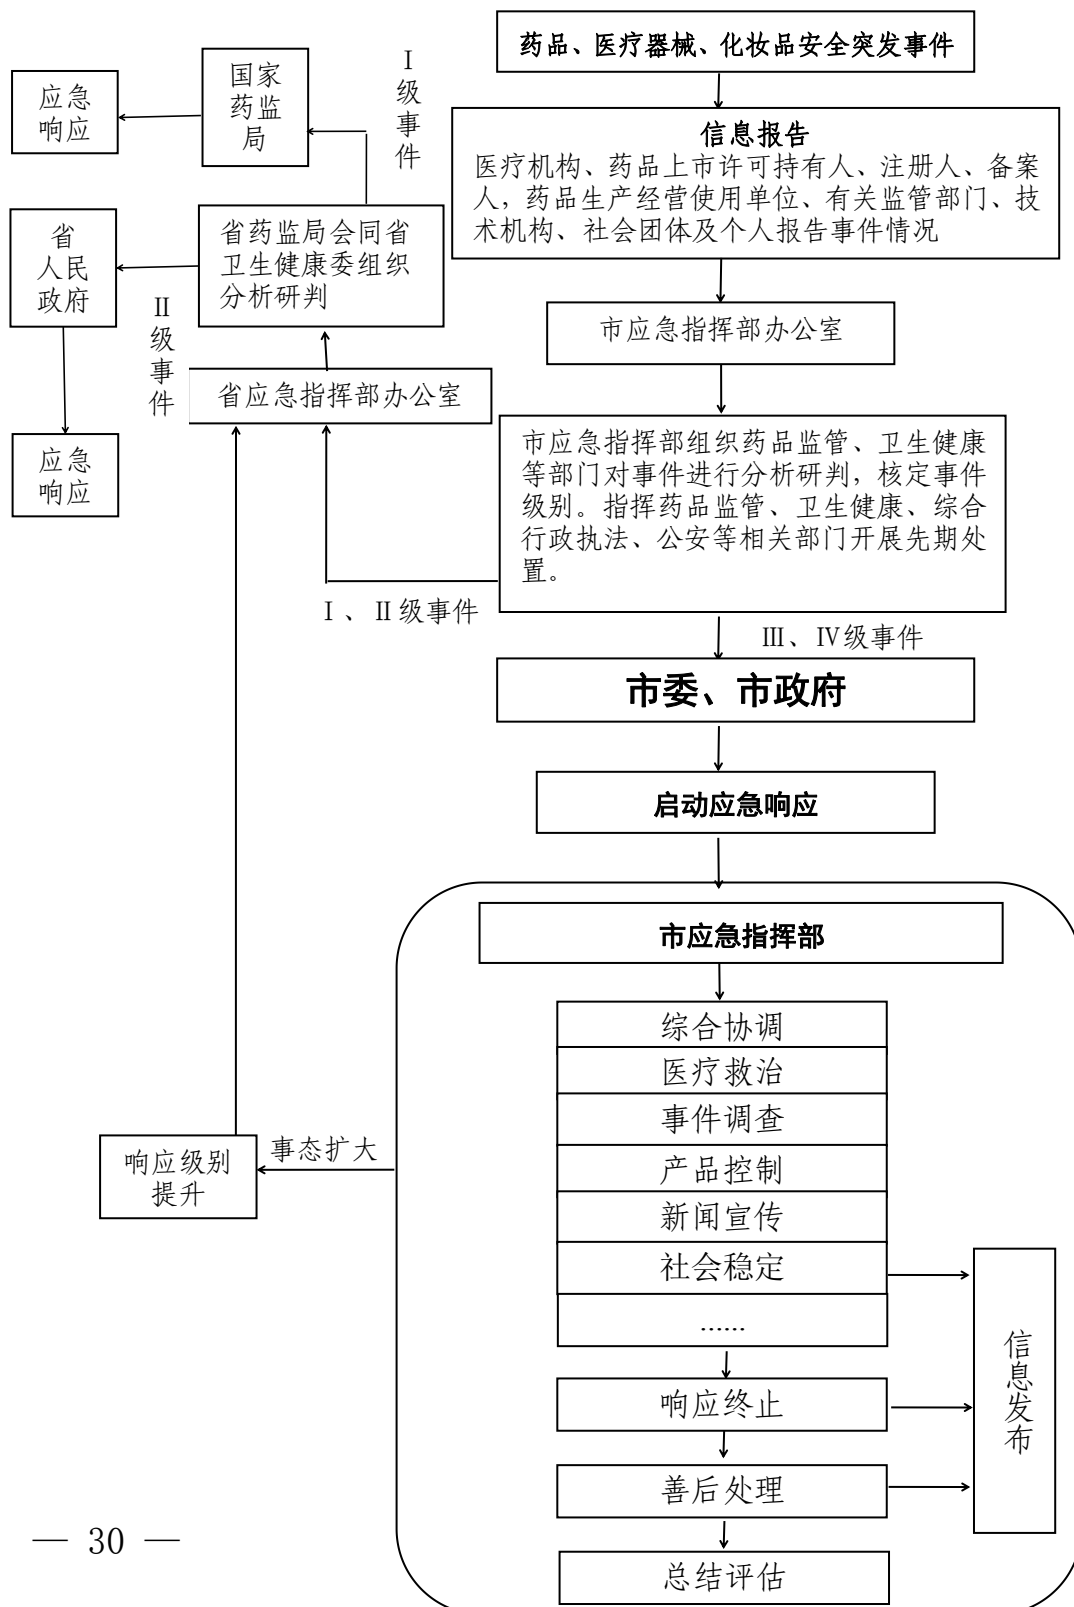 药品、医疗器械、化妆品安全突发事件
信息报告
医疗机构、药品上市许可持有人、注册人、备案
人，药品生产经营使用单位、有关监管部门、技
术机构、社会团体及个人报告事件情况
市应急指挥部办公室
市应急指挥部组织药品监管、卫生健康
等部门对事件进行分析研判，核定事件
级别。指挥药品监管、卫生健康、综合
行政执法、公安等相关部门开展先期处
置。
Ⅰ、Ⅱ级事件
省应急指挥部办公室
省药监局会同省
卫生健康委组织
分析研判
Ⅰ级事件
国家
药监
局
应急
响应
Ⅱ级事件
省
人民
政府
应急
响应
Ⅲ、Ⅳ级事件
市委、市政府
启动应急响应
市应急指挥部
综合协调
医疗救治
事件调查
产品控制
新闻宣传
社会稳定
……
事态扩大
响应级别
提升
响应终止
善后处理
总结评估
信息发布
— 30 —